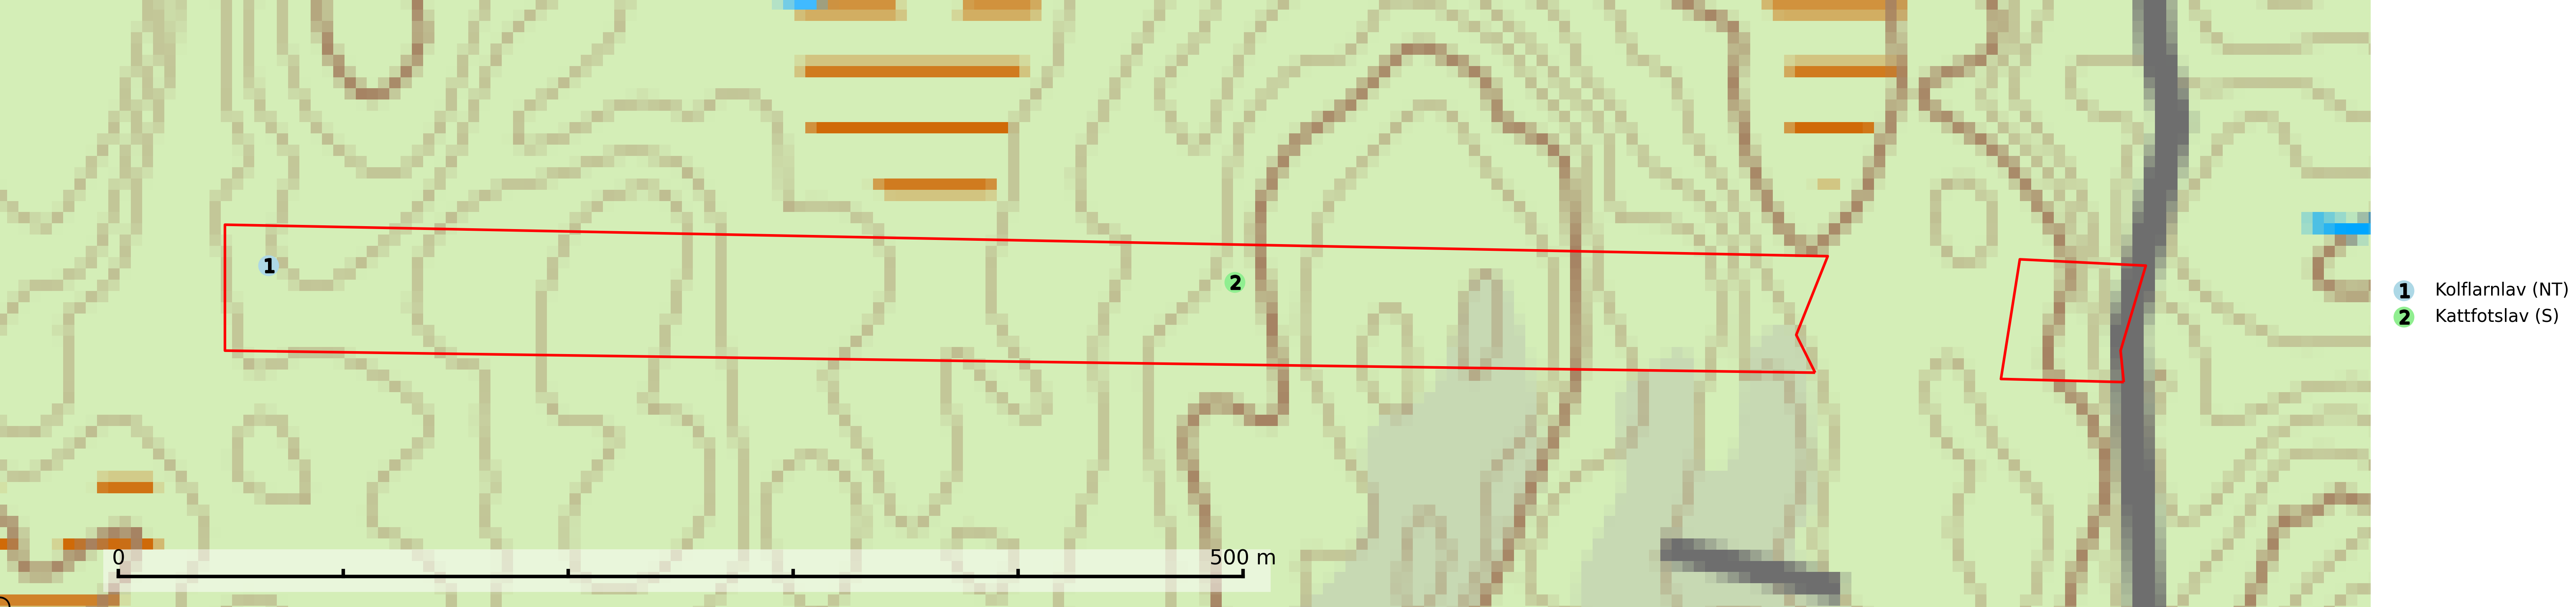 1
2
0
500 m
1 Kolflarnlav (NT)
2 Kattfotslav (S)